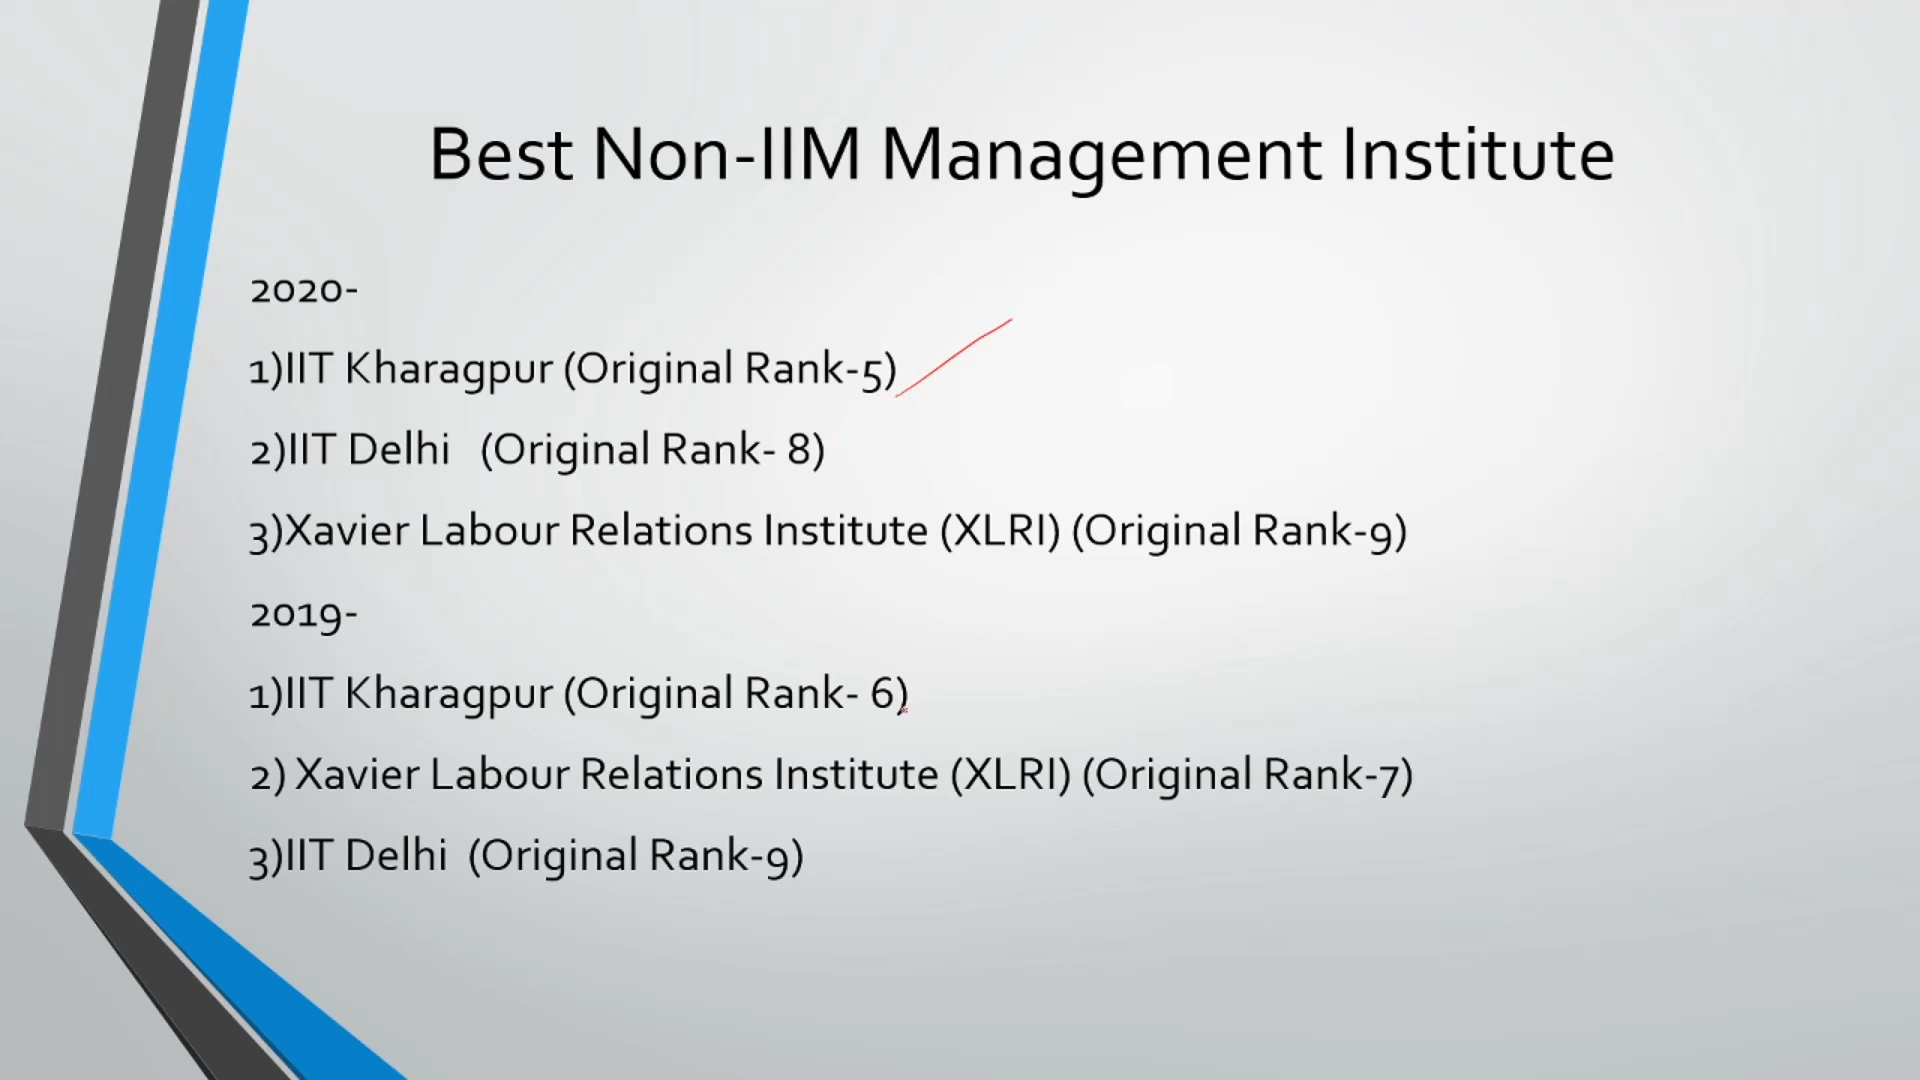 Best Non-IIM Management Institute
2020-
1)IIT Kharagpur (Original Rank-5)
2)IIT Delhi   (Original Rank- 8)
3)Xavier Labour Relations Institute (XLRI) (Original Rank-9)
2019-
1)IIT Kharagpur (Original Rank- 6)
2) Xavier Labour Relations Institute (XLRI) (Original Rank-7)
3)IIT Delhi  (Original Rank-9)